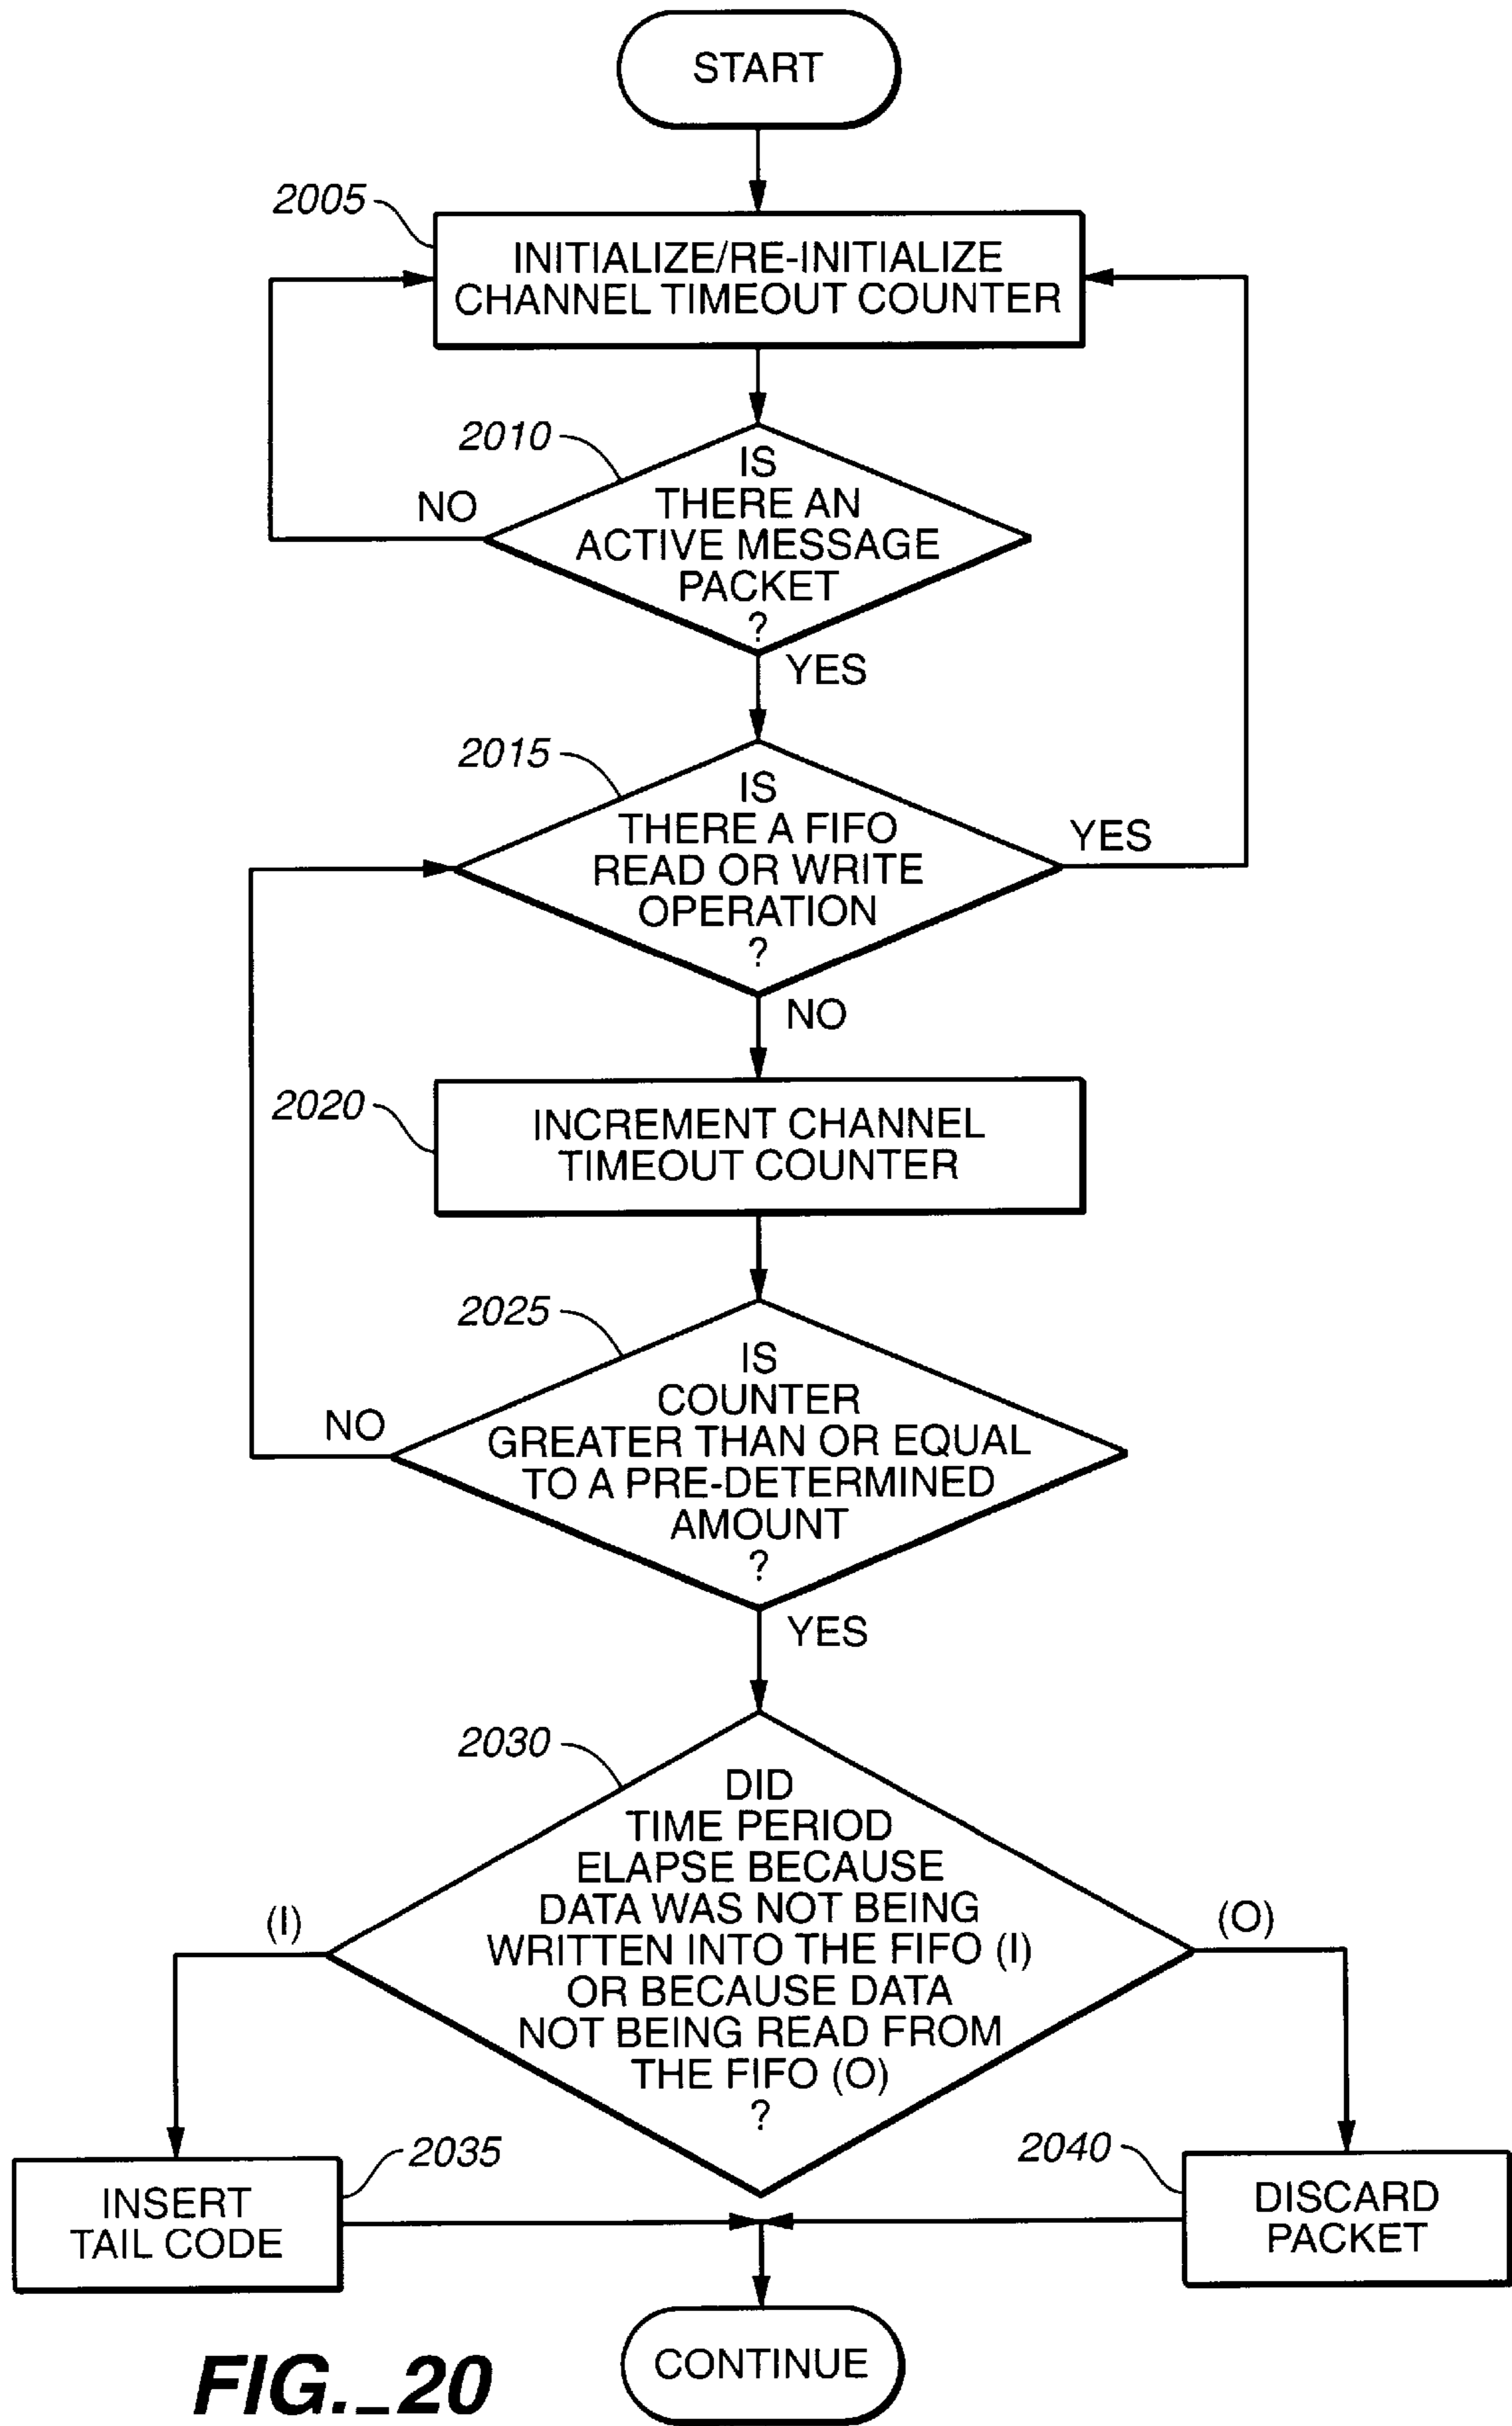 START
2005
INITIALIZE/RE-INITIALIZE
CHANNEL TIMEOUT COUNTER
2010
IS
THERE AN
ACTIVE MESSAGE
PACKET
?
NO
YES
2015
IS
THERE A FIFO
READ OR WRITE
OPERATION
?
YES
NO
2020
INCREMENT CHANNEL
TIMEOUT COUNTER
2025
IS
COUNTER
GREATER THAN OR EQUAL
TO A PRE-DETERMINED
AMOUNT
?
NO
YES
2030
DID
TIME PERIOD
ELAPSE BECAUSE
DATA WAS NOT BEING
WRITTEN INTO THE FIFO (I)
OR BECAUSE DATA
NOT BEING READ FROM
THE FIFO (O)
?
(I)
(O)
2035
INSERT
TAIL CODE
2040
DISCARD
PACKET
CONTINUE
FIG._20